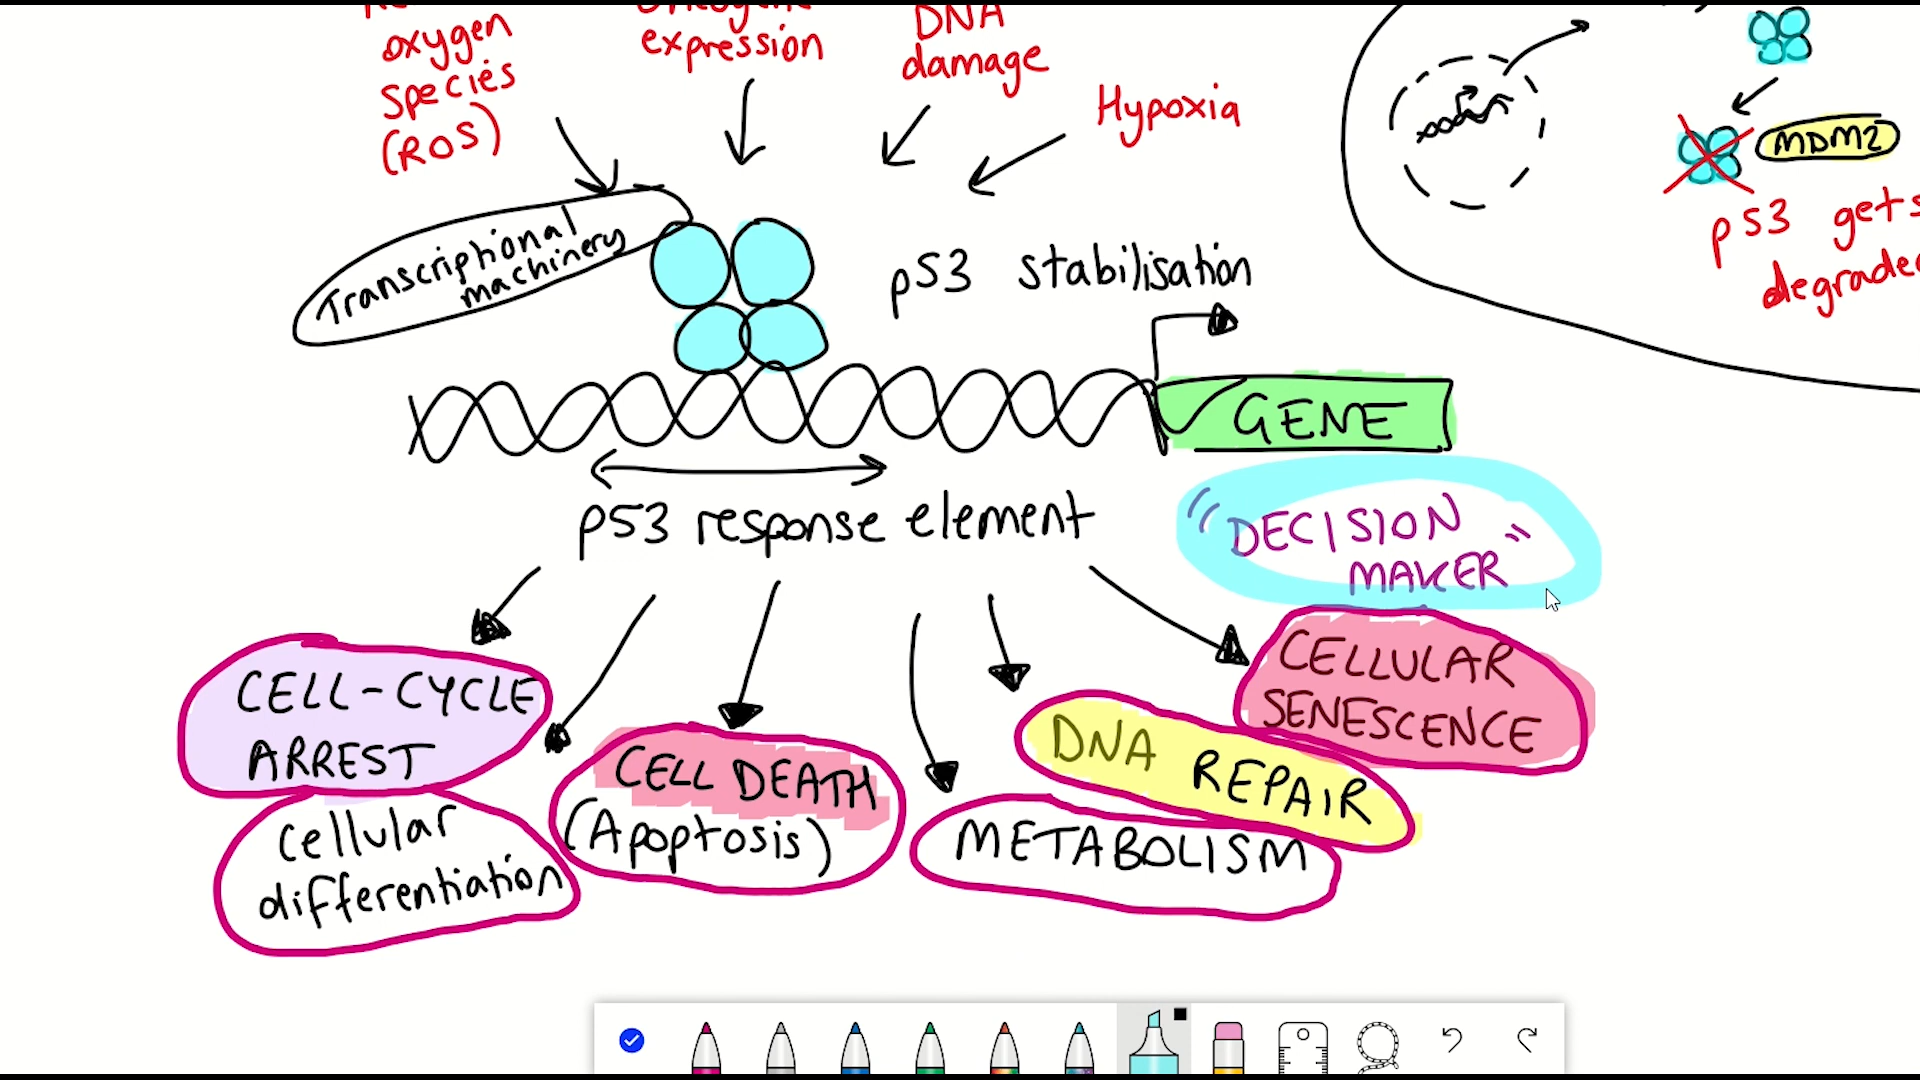 oxygen
species
(ROS)
expression
DNA
damage
Hypoxia
MDM2
p53 gets
Transcriptional
machinery
p53 stabilisation
GENE
p53 response element
"DECISION
MAKER"
CELLULAR
SENESCENCE
CELL-CYCLE
ARREST
DNA REPAIR
CELL DEATH
(Apoptosis)
METABOLISM
cellular
differentiation